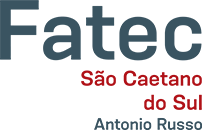 Fatec
São Caetano
do Sul
Antonio Russo